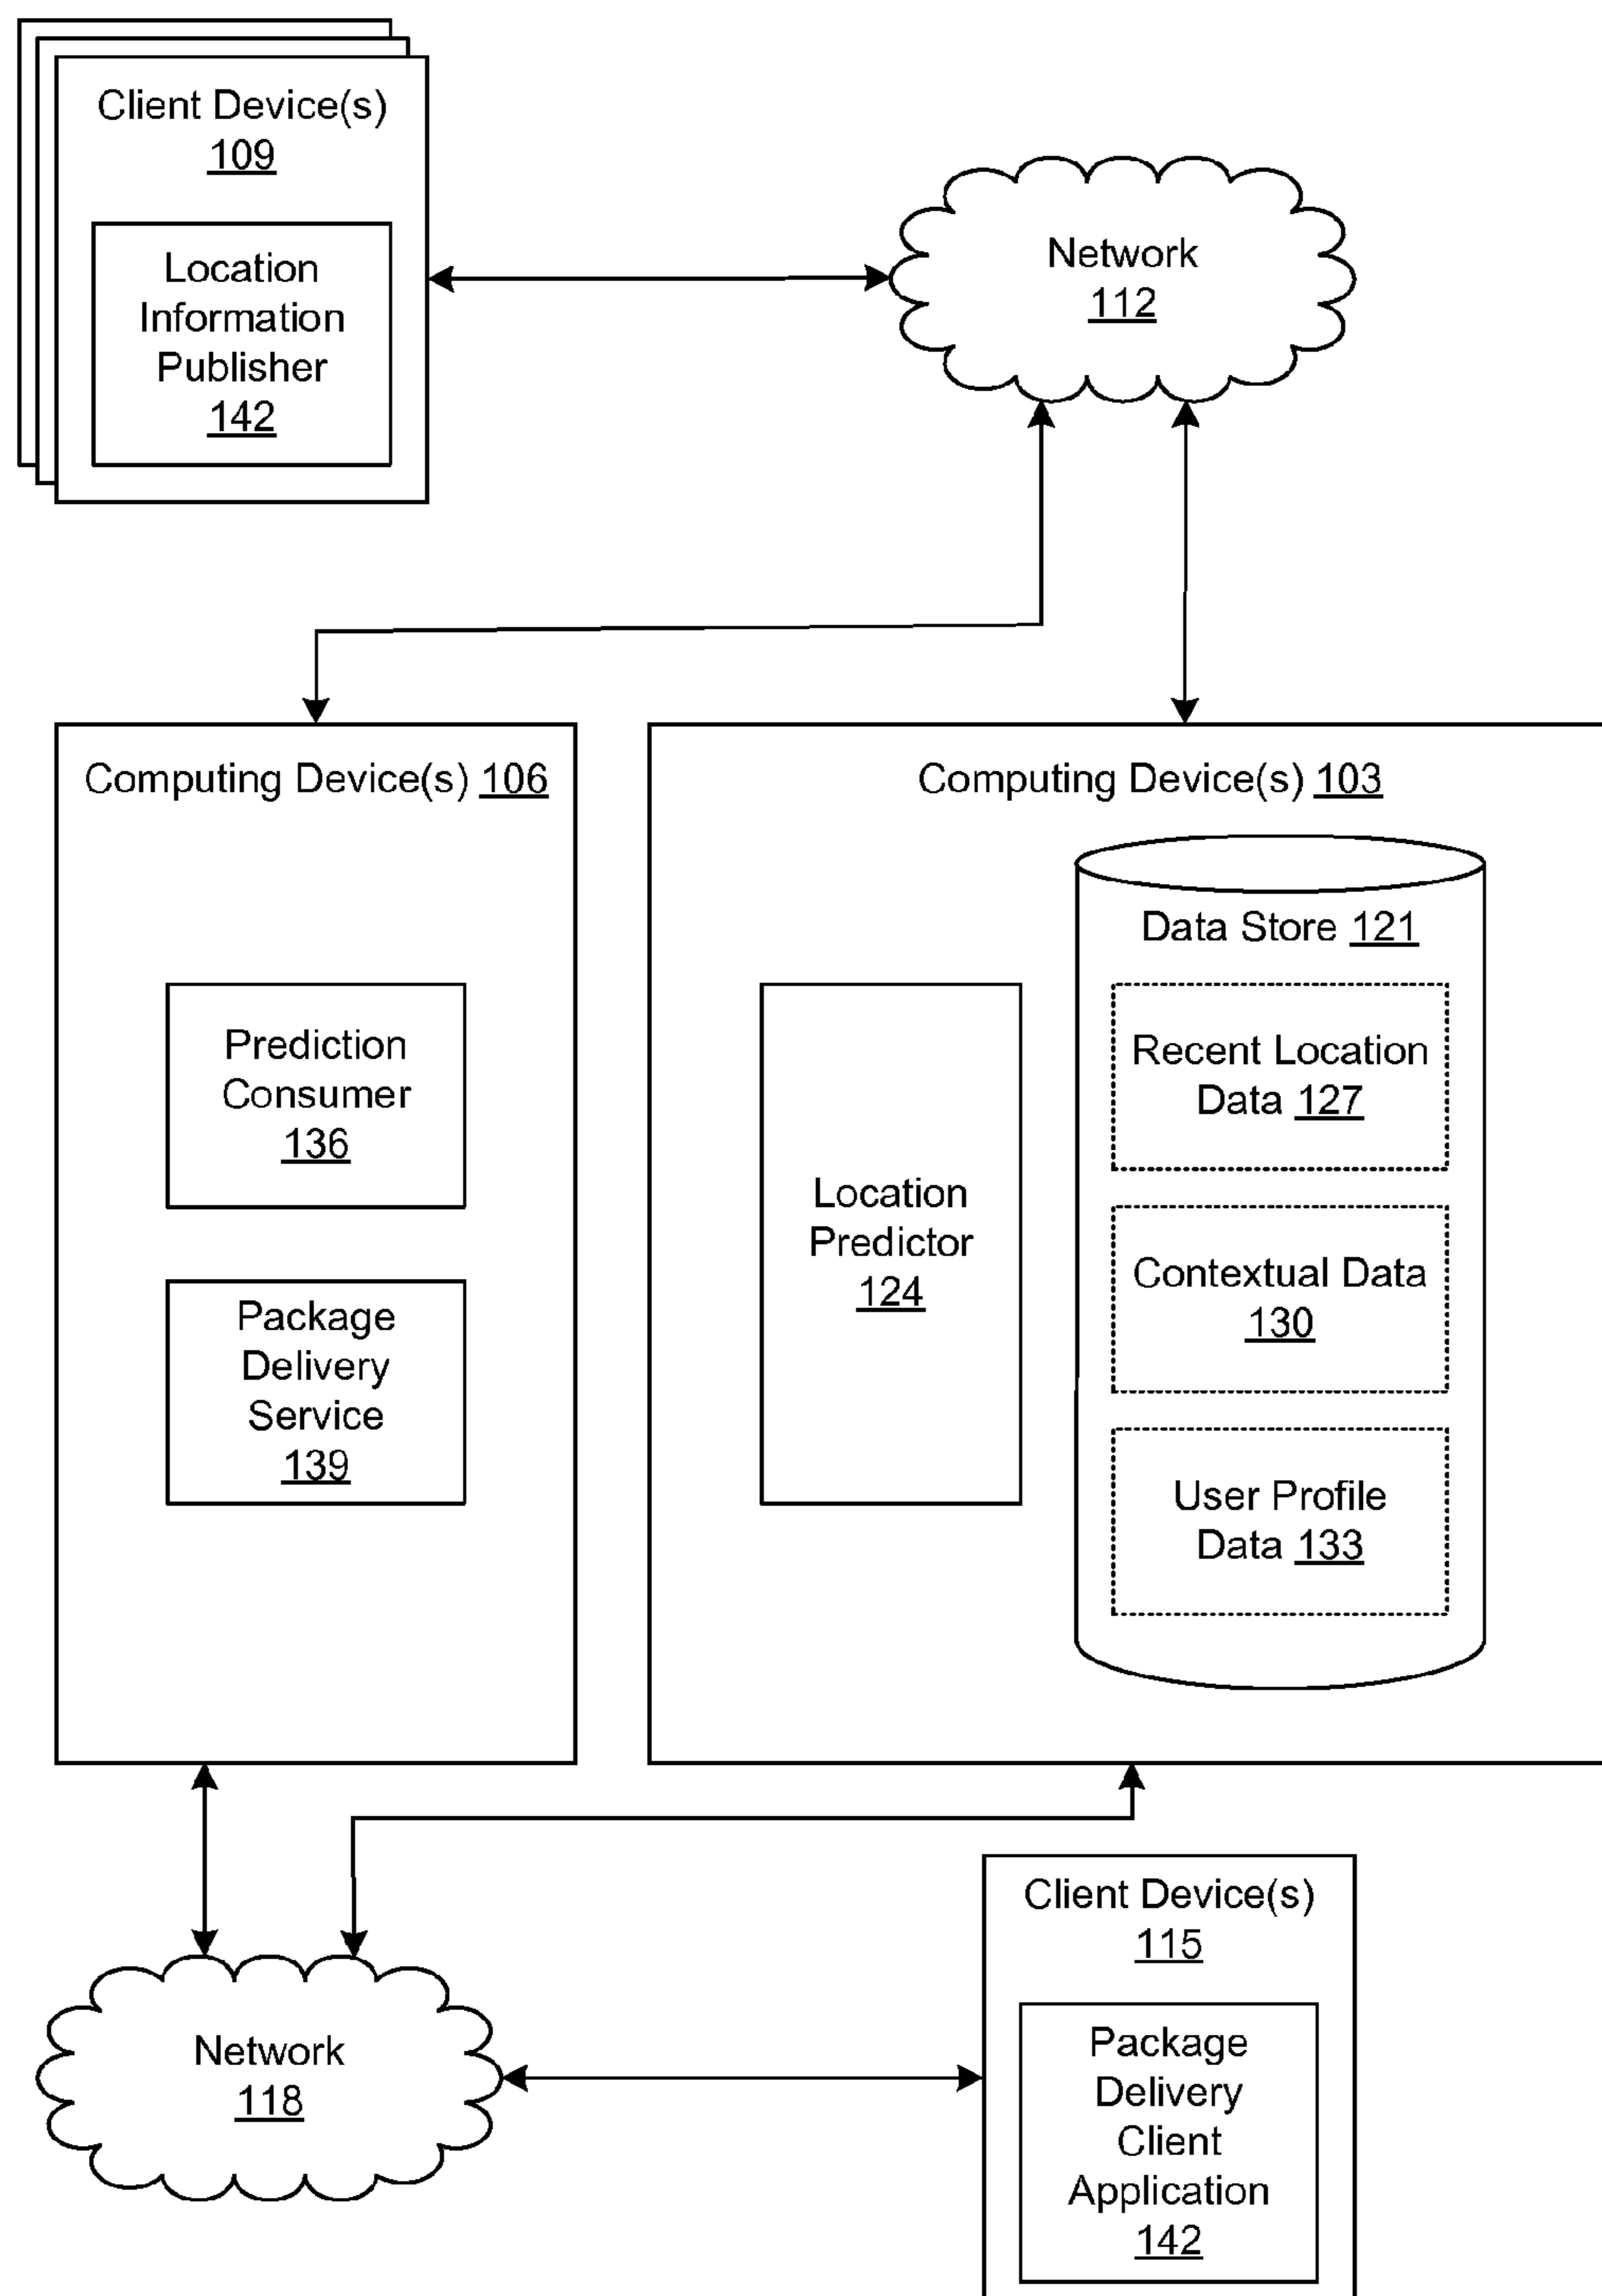 Client Device(s)
109
Location
Information
Publisher
142
Network
112
Computing Device(s) 106
Prediction
Consumer
136
Package
Delivery
Service
139
Computing Device(s) 103
Location
Predictor
124
Data Store 121
Recent Location
Data 127
Contextual Data
130
User Profile
Data 133
Network
118
Client Device(s)
115
Package
Delivery
Client
Application
142